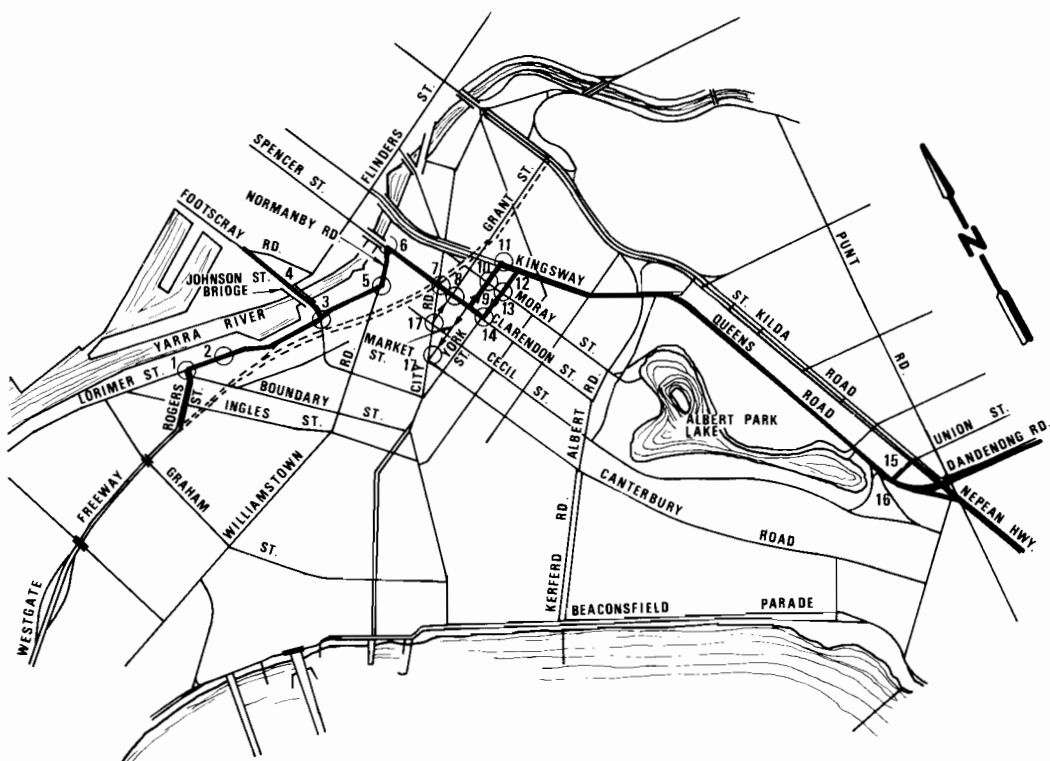 SPENCER ST.
FLINDERS ST.
GRANT ST.
NORMANBY RD.
FOOTSCRAY RD.
JOHNSON ST.
BRIDGE
YARRA RIVER
LORIMER ST.
ROGERS ST.
BOUNDARY ST.
INGLES ST.
MARKET
ST.
CITY RD.
YORK ST.
KINGSWAY
MORAY ST.
CLARENDON ST.
CECIL ST.
N
PUNT RD.
ST. KILDA ROAD
QUEENS ROAD
UNION ST.
DANDENONG RD.
NEPEAN HWY.
ALBERT PARK
LAKE
ALBERT RD.
CANTERBURY ROAD
KERFERD RD.
BEACONSFIELD PARADE
WESTGATE FREEWAY
GRAHAM ST.
WILLIAMSTOWN RD.
1
2
3
4
5
6
7
8
9
10
11
12
13
14
15
16
17
17